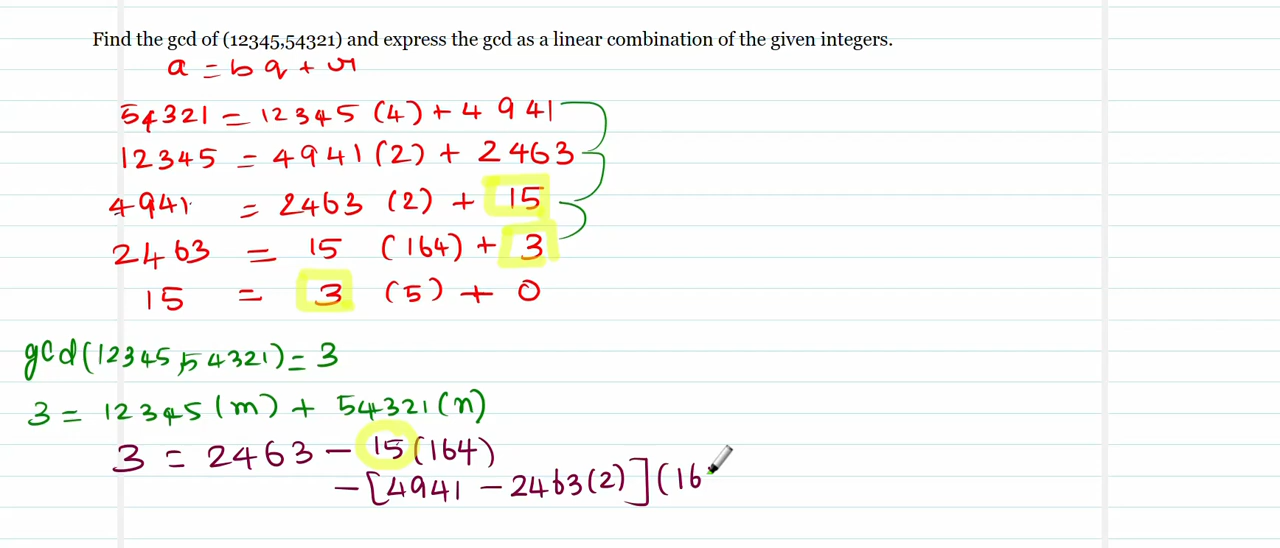 Find the gcd of (12345,54321) and express the gcd as a linear combination of the given integers.
a = b q + r
54321 = 12345 (4) + 4941
12345 = 4941 (2) + 2463
4941 = 2463 (2) + 15
2463 = 15 (164) + 3
15 = 3 (5) + 0
gcd(12345,54321) = 3
3 = 12345(m) + 54321(n)
3 = 2463 - 15(164)
- [4941 - 2463(2)](16